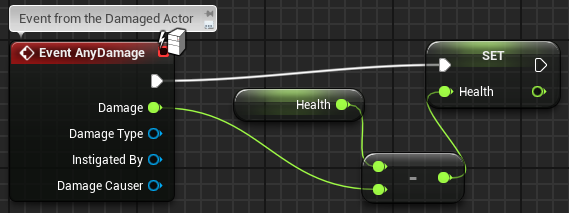 Event from the Damaged Actor
Event AnyDamage
SET
Damage
Health
Health
Damage Type
Instigated By
-
Damage Causer